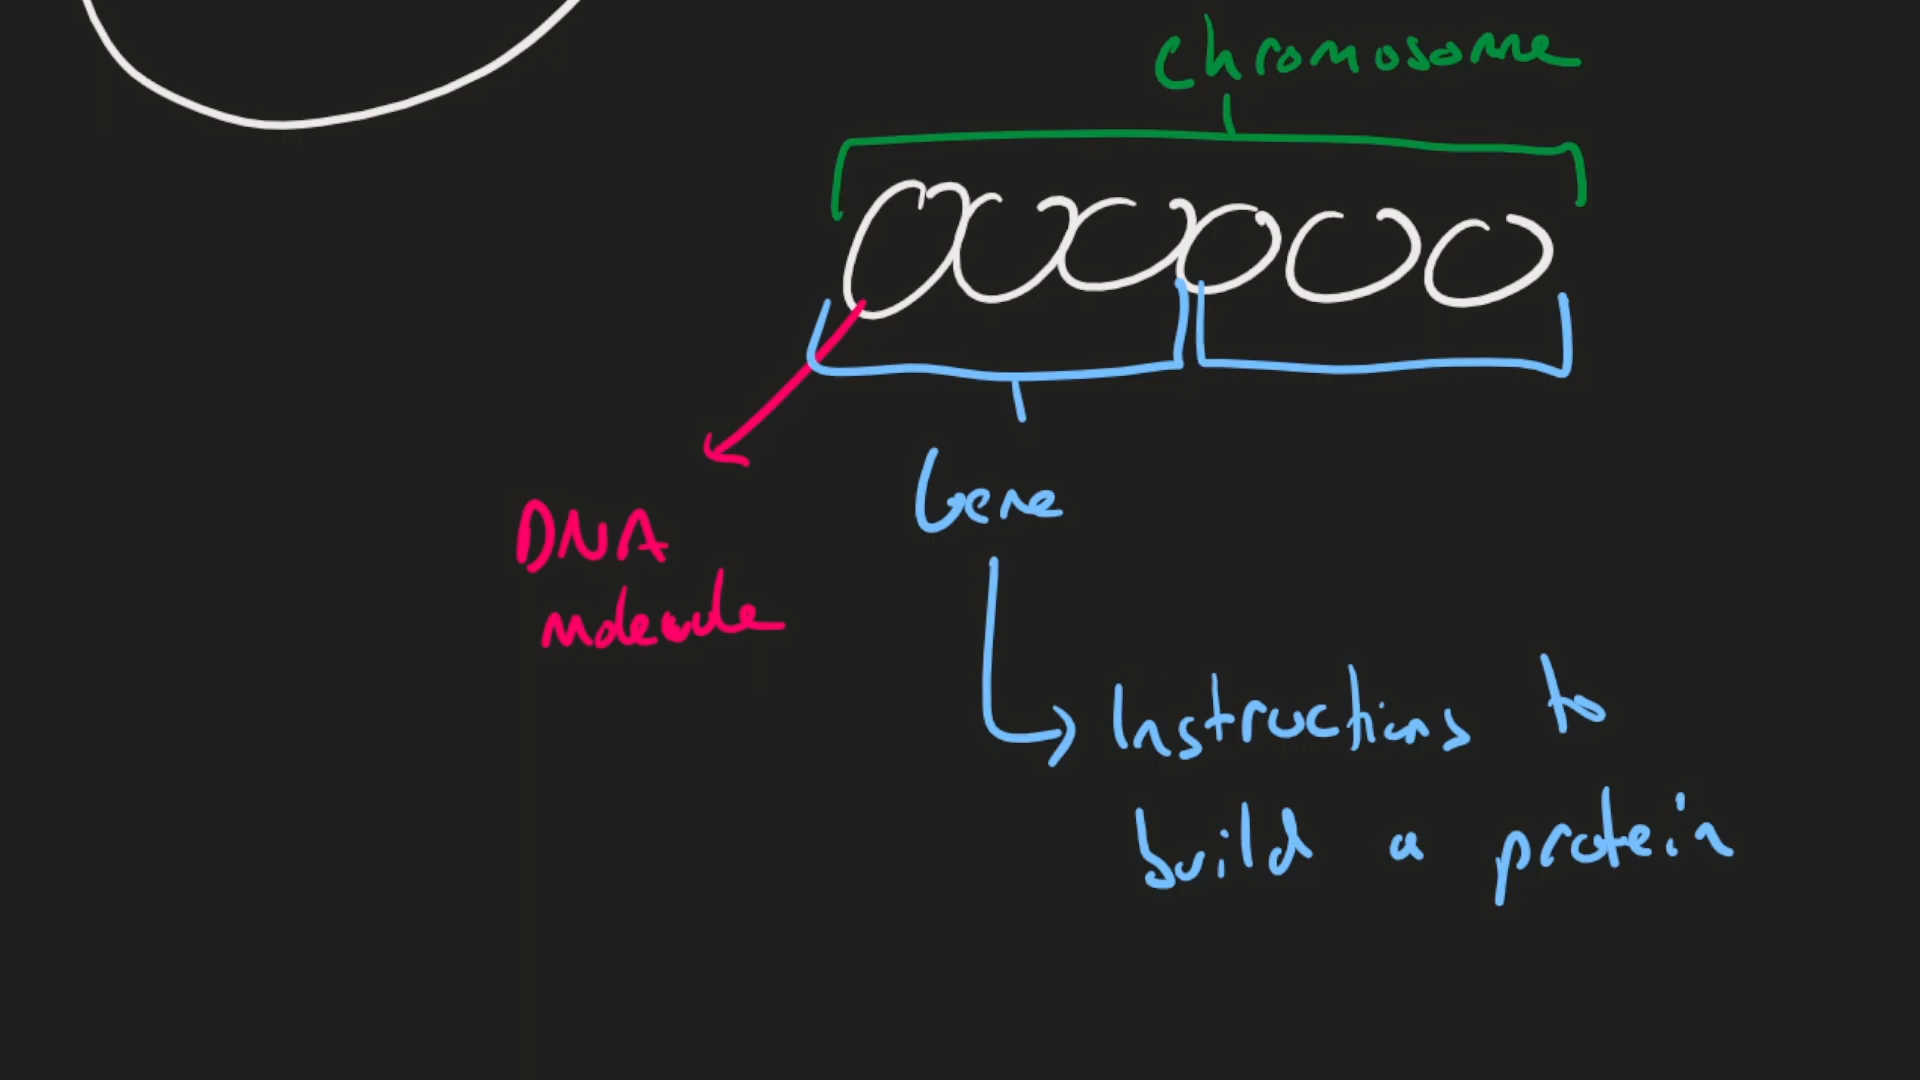 chromosome
Gene
DNA
molecule
Instructions to
build a protein